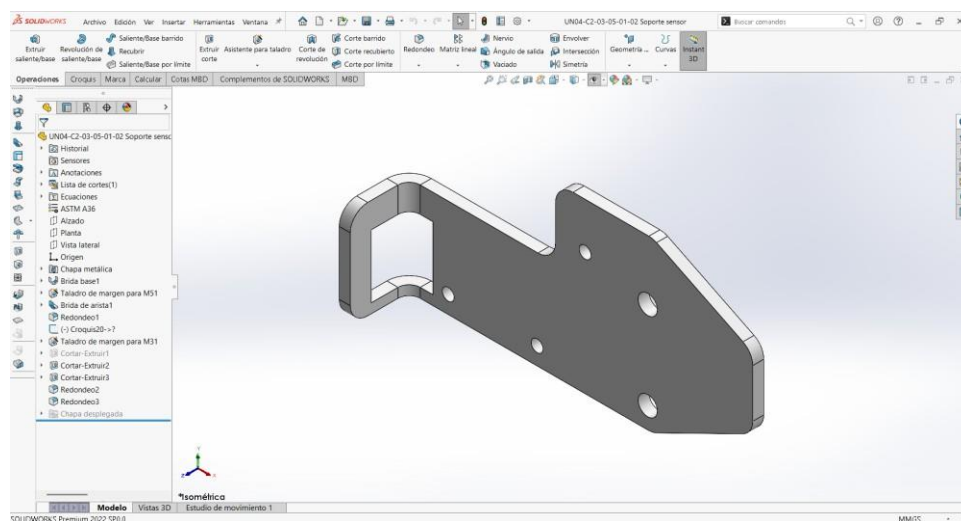 SOLIDWORKS Archivo Edición Ver Insertar Herramientas Ventana UN04-C2-03-05-01-02 Soporte sensor Buscar comandos
Extruir saliente/base
Revolución de saliente/base
Saliente/Base barrido
Recubrir
Saliente/Base por límite
Extruir corte
Asistente para taladro
Corte de revolución
Corte barrido
Corte recubierto
Corte por límite
Redondeo
Matriz lineal
Nervio
Ángulo de salida
Vaciado
Envolver
Intersección
Simetría
Geometría ...
Curvas
Instant 3D
Operaciones Croquis Marca Calcular Cotas MBD Complementos de SOLIDWORKS MBD
UN04-C2-03-05-01-02 Soporte senso
Historial
Sensores
Anotaciones
Lista de cortes(1)
Ecuaciones
ASTM A36
Alzado
Planta
Vista lateral
Origen
Chapa metálica
Brida base1
Taladro de margen para M51
Brida de arista1
Redondeo1
(-) Croquis20->?
Taladro de margen para M31
Cortar-Extruir1
Cortar-Extruir2
Cortar-Extruir3
Redondeo2
Redondeo3
Chapa desplegada
*Isométrica
Modelo Vistas 3D Estudio de movimiento 1
SOLIDWORKS Premium 2022 SP0.0 MMGS